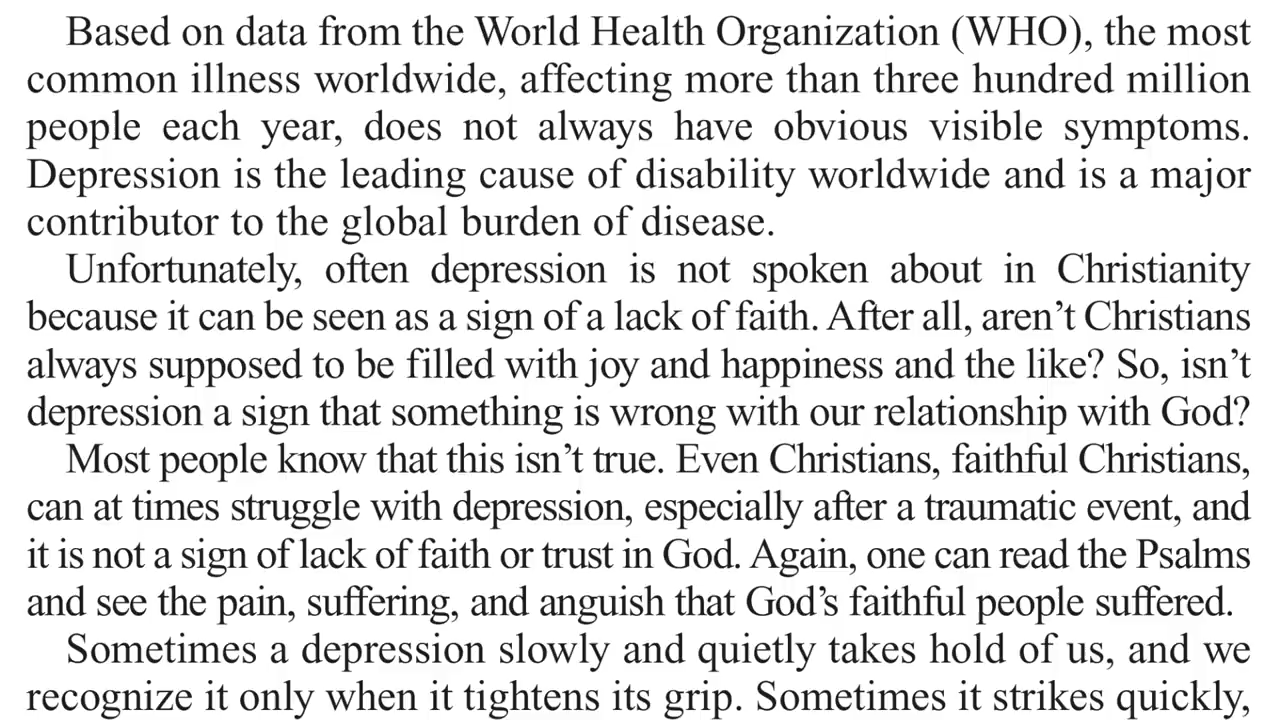 Based on data from the World Health Organization (WHO), the most
common illness worldwide, affecting more than three hundred million
people each year, does not always have obvious visible symptoms.
Depression is the leading cause of disability worldwide and is a major
contributor to the global burden of disease.
Unfortunately, often depression is not spoken about in Christianity
because it can be seen as a sign of a lack of faith. After all, aren’t Christians
always supposed to be filled with joy and happiness and the like? So, isn’t
depression a sign that something is wrong with our relationship with God?
Most people know that this isn’t true. Even Christians, faithful Christians,
can at times struggle with depression, especially after a traumatic event, and
it is not a sign of lack of faith or trust in God. Again, one can read the Psalms
and see the pain, suffering, and anguish that God’s faithful people suffered.
Sometimes a depression slowly and quietly takes hold of us, and we
recognize it only when it tightens its grip. Sometimes it strikes quickly,